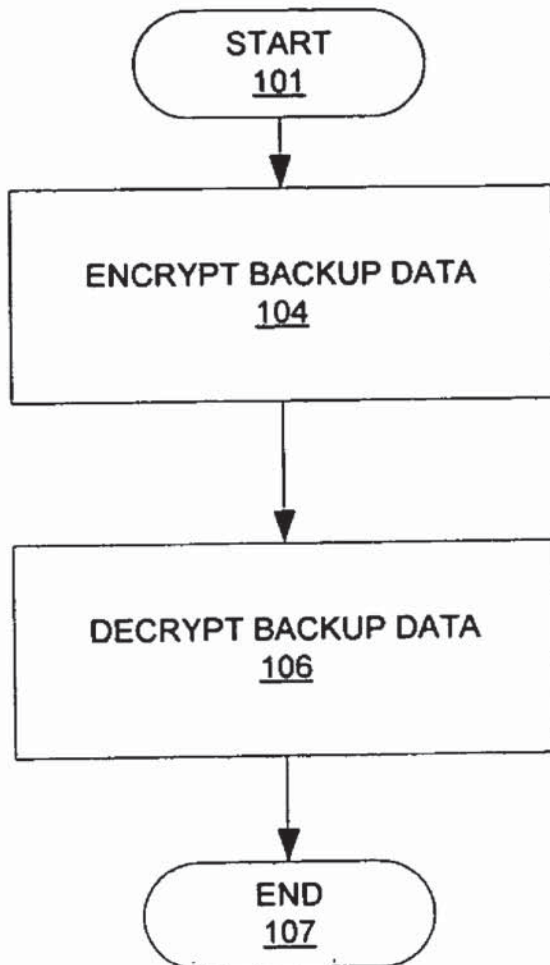 START
101
ENCRYPT BACKUP DATA
104
DECRYPT BACKUP DATA
106
END
107